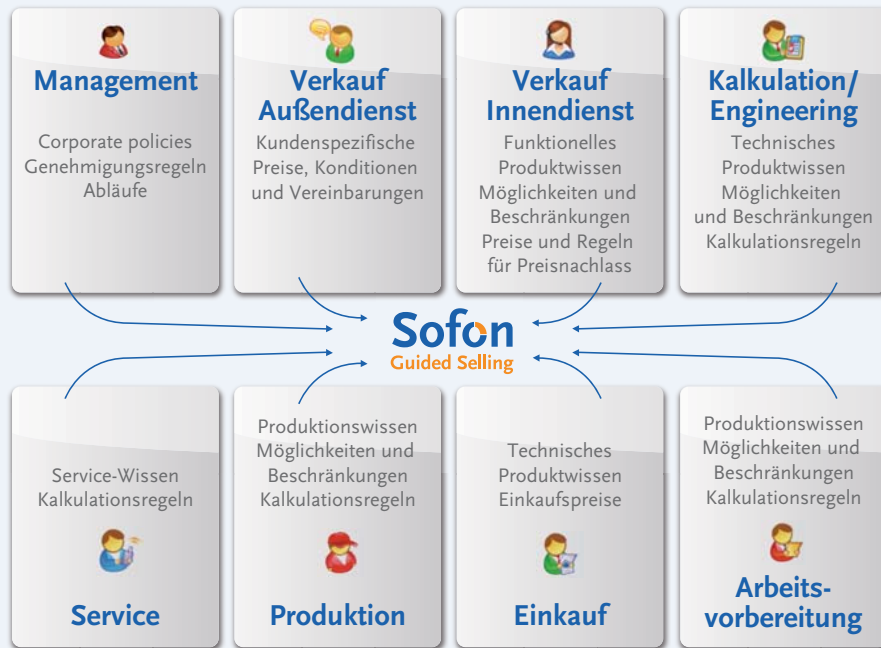 Management
Corporate policies
Genehmigungsregeln
Abläufe
Verkauf
Außendienst
Kundenspezifische
Preise, Konditionen
und Vereinbarungen
Verkauf
Innendienst
Funktionelles
Produktwissen
Möglichkeiten und
Beschränkungen
Preise und Regeln
für Preisnachlass
Kalkulation/
Engineering
Technisches
Produktwissen
Möglichkeiten
und Beschränkungen
Kalkulationsregeln
Sofon
Guided Selling
Service-Wissen
Kalkulationsregeln
Service
Produktionswissen
Möglichkeiten und
Beschränkungen
Kalkulationsregeln
Produktion
Technisches
Produktwissen
Einkaufspreise
Einkauf
Produktionswissen
Möglichkeiten und
Beschränkungen
Kalkulationsregeln
Arbeits-
vorbereitung